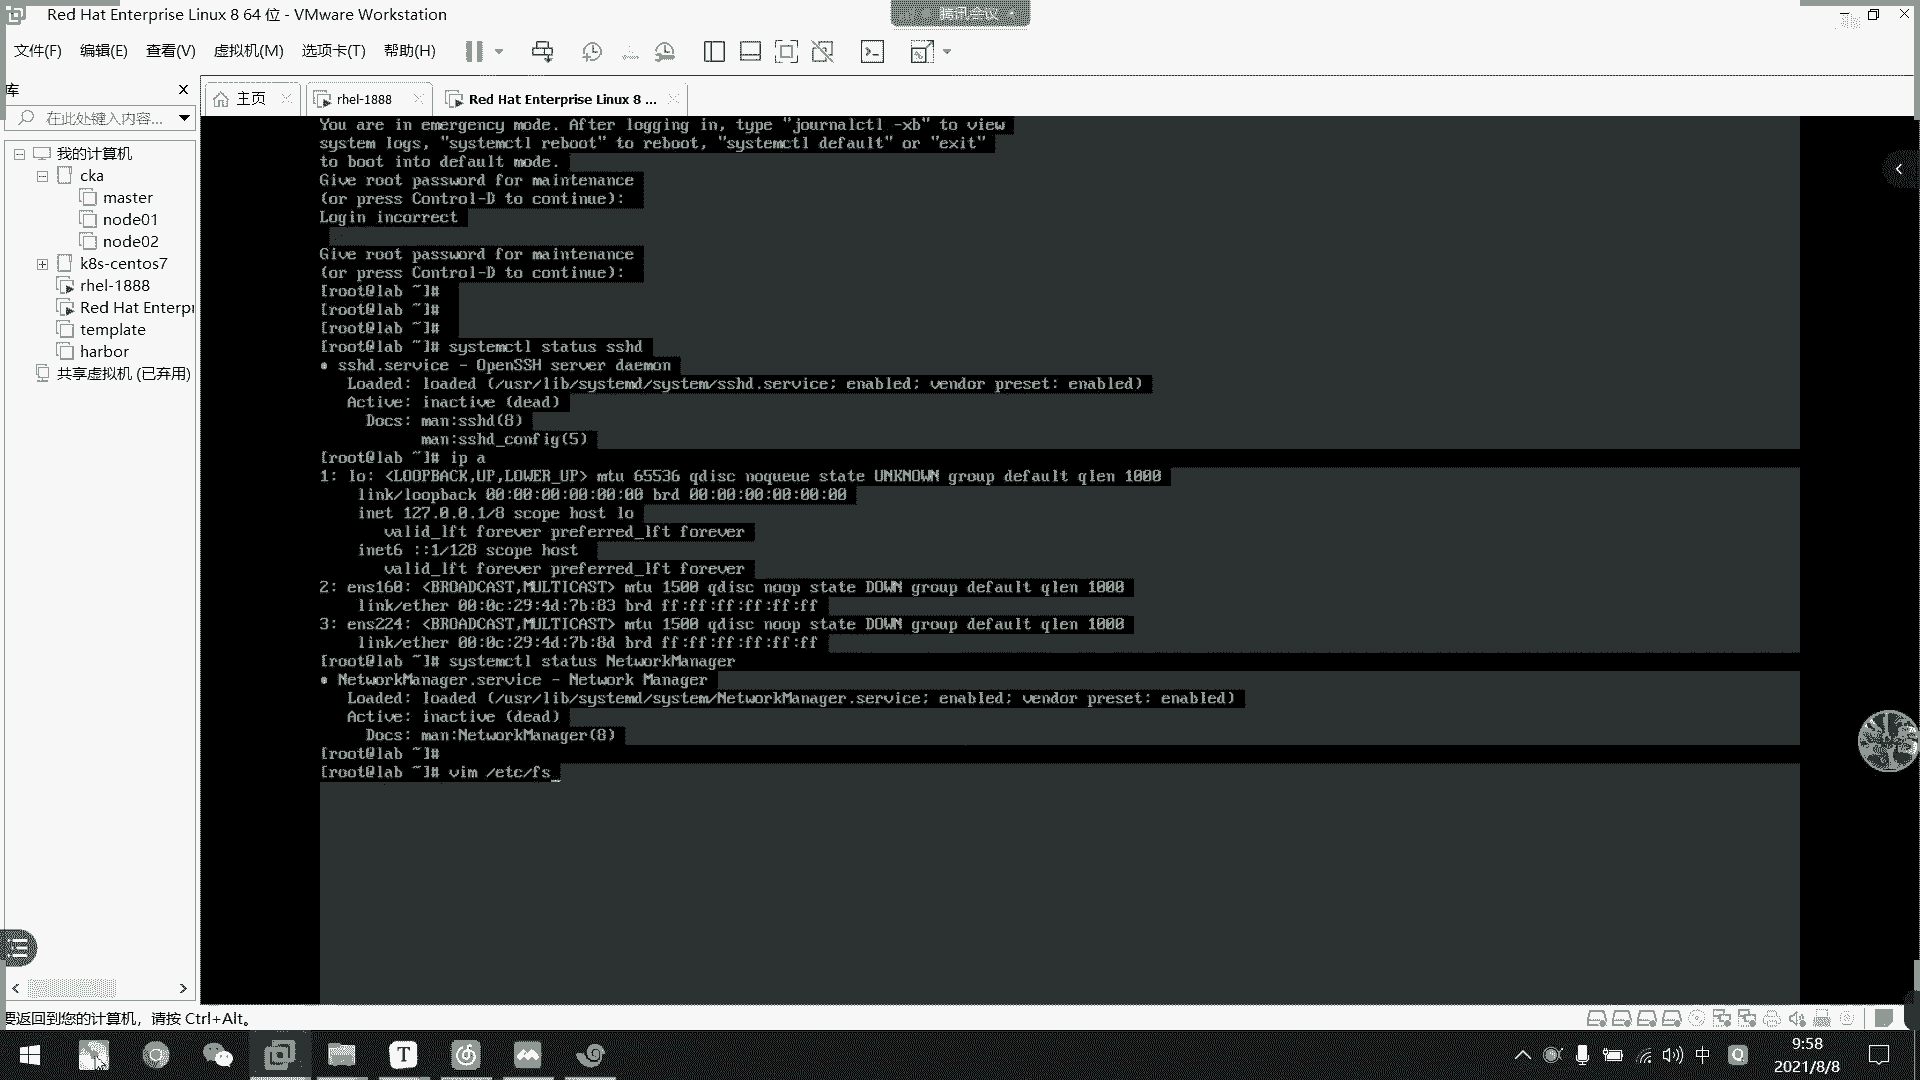 Red Hat Enterprise Linux 8 64 位 - VMware Workstation
腾讯会议
文件(F) 编辑(E) 查看(V) 虚拟机(M) 选项卡(T) 帮助(H)
库
在此处键入内容...
我的计算机
cka
master
node01
node02
k8s-centos7
rhel-1888
Red Hat Enterpr
template
harbor
共享虚拟机 (已弃用)
主页
rhel-1888
Red Hat Enterprise Linux 8 ...
You are in emergency mode. After logging in, type "journalctl -xb" to view
system logs, "systemctl reboot" to reboot, "systemctl default" or "exit"
to boot into default mode.
Give root password for maintenance
(or press Control-D to continue):
Login incorrect
Give root password for maintenance
(or press Control-D to continue):
[root@lab ~]#
[root@lab ~]#
[root@lab ~]#
[root@lab ~]# systemctl status sshd
● sshd.service - OpenSSH server daemon
Loaded: loaded (/usr/lib/systemd/system/sshd.service; enabled; vendor preset: enabled)
Active: inactive (dead)
Docs: man:sshd(8)
man:sshd_config(5)
[root@lab ~]# ip a
1: lo: <LOOPBACK,UP,LOWER_UP> mtu 65536 qdisc noqueue state UNKNOWN group default qlen 1000
link/loopback 00:00:00:00:00:00 brd 00:00:00:00:00:00
inet 127.0.0.1/8 scope host lo
valid_lft forever preferred_lft forever
inet6 ::1/128 scope host
valid_lft forever preferred_lft forever
2: ens160: <BROADCAST,MULTICAST> mtu 1500 qdisc noop state DOWN group default qlen 1000
link/ether 00:0c:29:4d:7b:83 brd ff:ff:ff:ff:ff:ff
3: ens224: <BROADCAST,MULTICAST> mtu 1500 qdisc noop state DOWN group default qlen 1000
link/ether 00:0c:29:4d:7b:8d brd ff:ff:ff:ff:ff:ff
[root@lab ~]# systemctl status NetworkManager
● NetworkManager.service - Network Manager
Loaded: loaded (/usr/lib/systemd/system/NetworkManager.service; enabled; vendor preset: enabled)
Active: inactive (dead)
Docs: man:NetworkManager(8)
[root@lab ~]#
[root@lab ~]# vim /etc/fs_
要返回到您的计算机，请按 Ctrl+Alt。
T
中
Q
9:58
2021/8/8